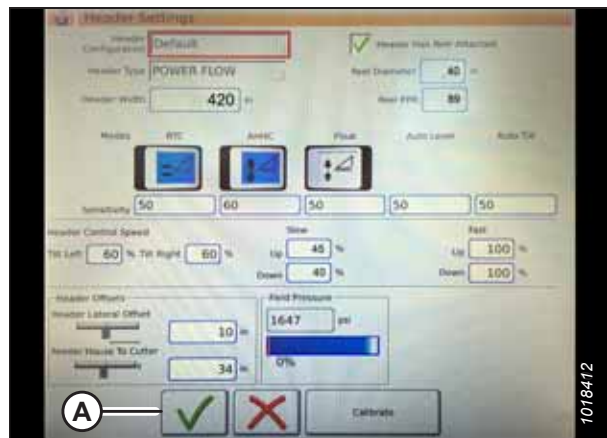 Header Settings
Header Configuration Default
Header Has Reel Attached
Header Type POWER FLOW
Reel Diameter 40 in
Header Width 420 in
Reel PPR 89
Modes RTC AHHC Float Auto Level Auto Tilt
Sensitivity 50 60 50 50 50
Header Control Speed
Slow
Fast
Tilt Left 60 % Tilt Right 60 %
Up 45 %
Up 100 %
Down 40 %
Down 100 %
Header Offsets
Field Pressure
Header Lateral Offset
10 in
1647 psi
Header House To Cutter
34 in
0%
A
Calibrate
1018412